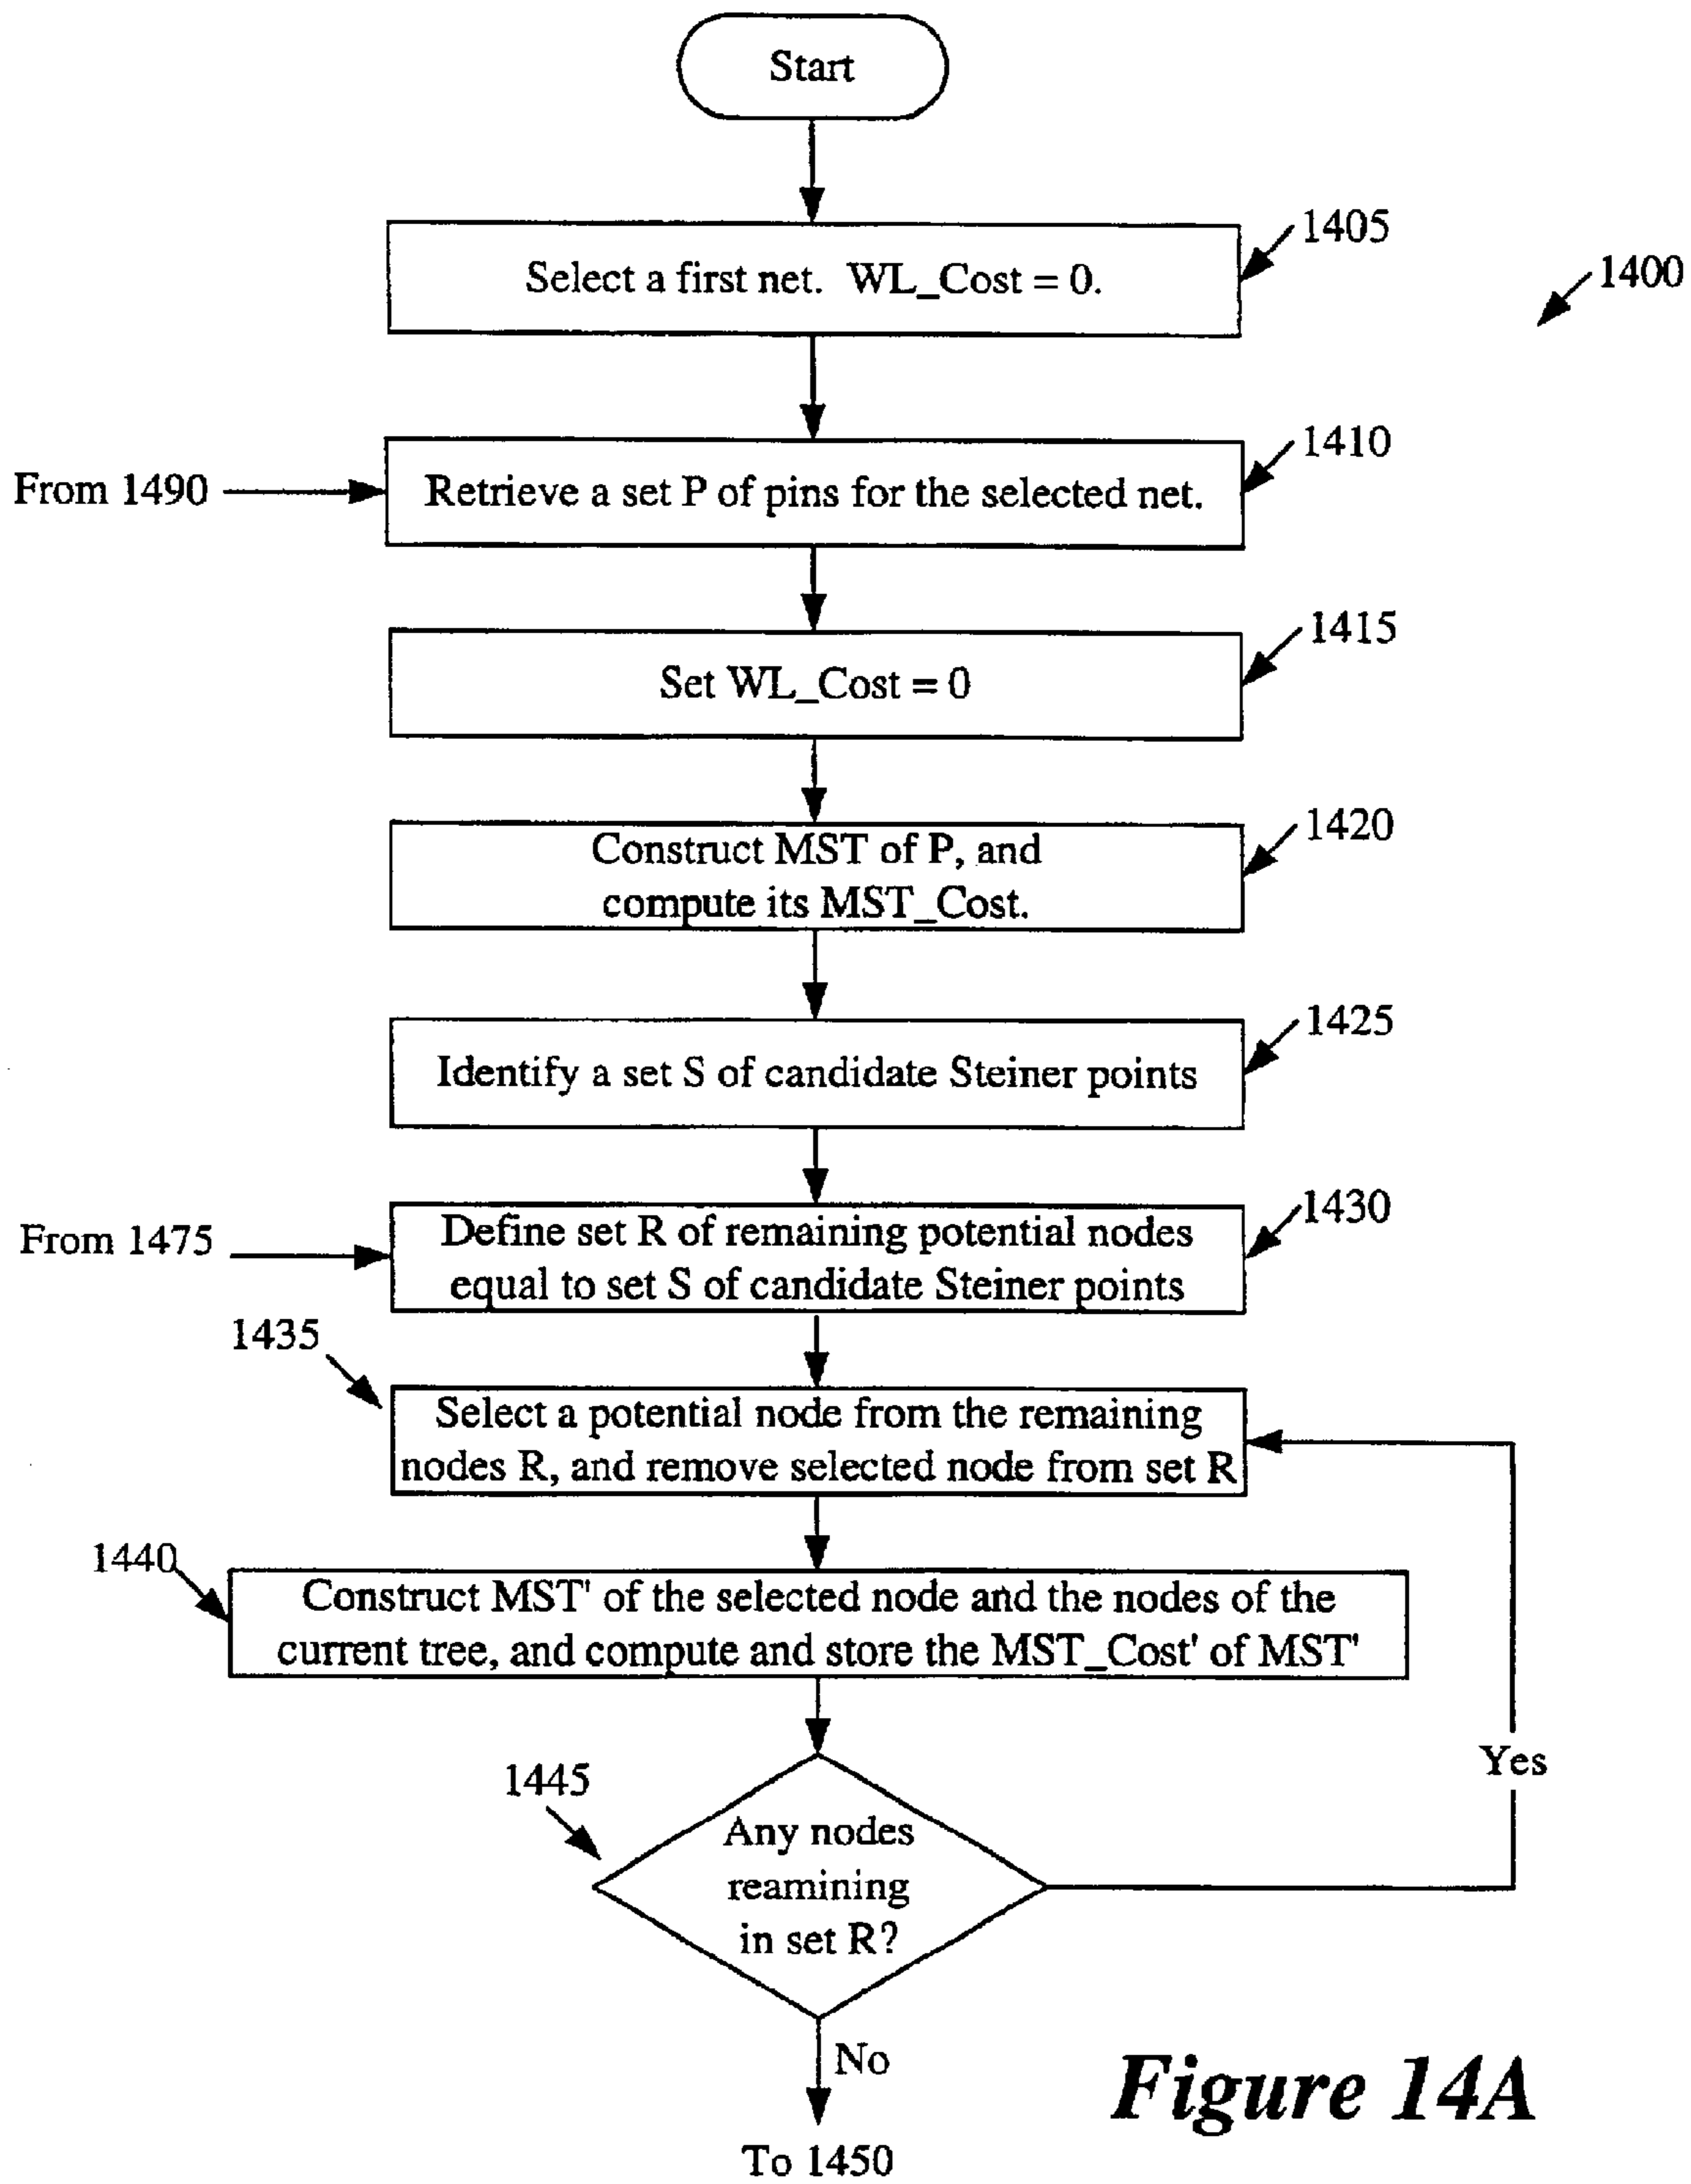 Start
1405
Select a first net. WL_Cost = 0.
1400
1410
From 1490
Retrieve a set P of pins for the selected net.
1415
Set WL_Cost = 0
1420
Construct MST of P, and
compute its MST_Cost.
1425
Identify a set S of candidate Steiner points
1430
From 1475
Define set R of remaining potential nodes
equal to set S of candidate Steiner points
1435
Select a potential node from the remaining
nodes R, and remove selected node from set R
1440
Construct MST' of the selected node and the nodes of the
current tree, and compute and store the MST_Cost' of MST'
Yes
1445
Any nodes
reamining
in set R?
No
To 1450
Figure 14A